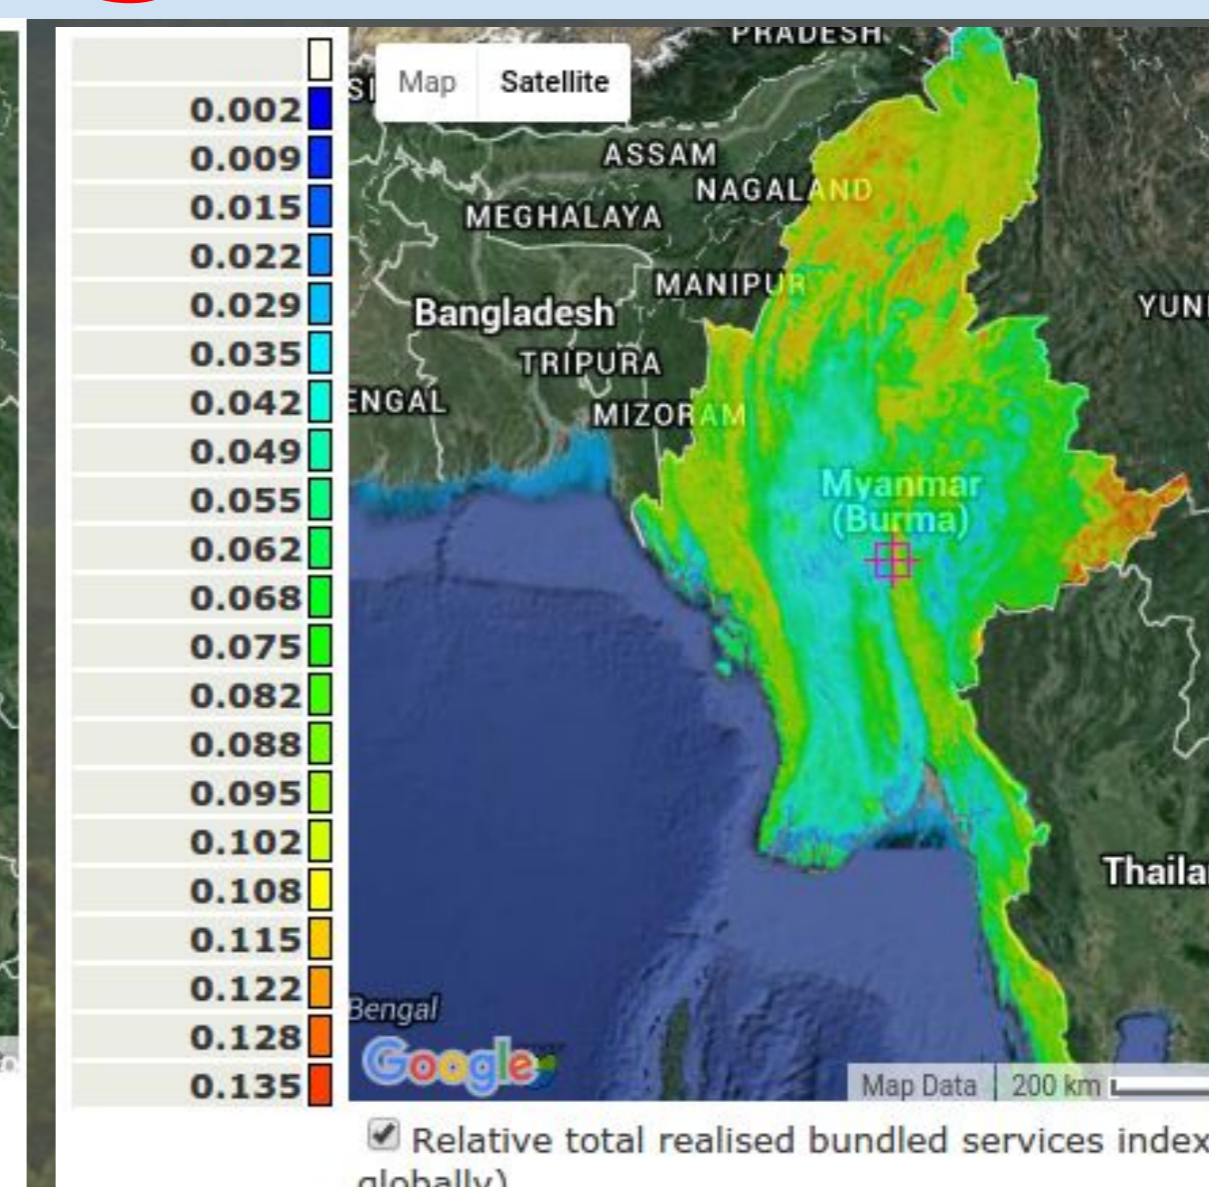 0.002
0.009
0.015
0.022
0.029
0.035
0.042
0.049
0.055
0.062
0.068
0.075
0.082
0.088
0.095
0.102
0.108
0.115
0.122
0.128
0.135
Map Satellite
PRADESH
ASSAM
NAGALAND
MEGHALAYA
MANIPUR
Bangladesh
TRIPURA
ENGAL
MIZORAM
YUN
Myanmar
(Burma)
Thaila
Bengal
Google
Map Data 200 km
Relative total realised bundled services index
globally)